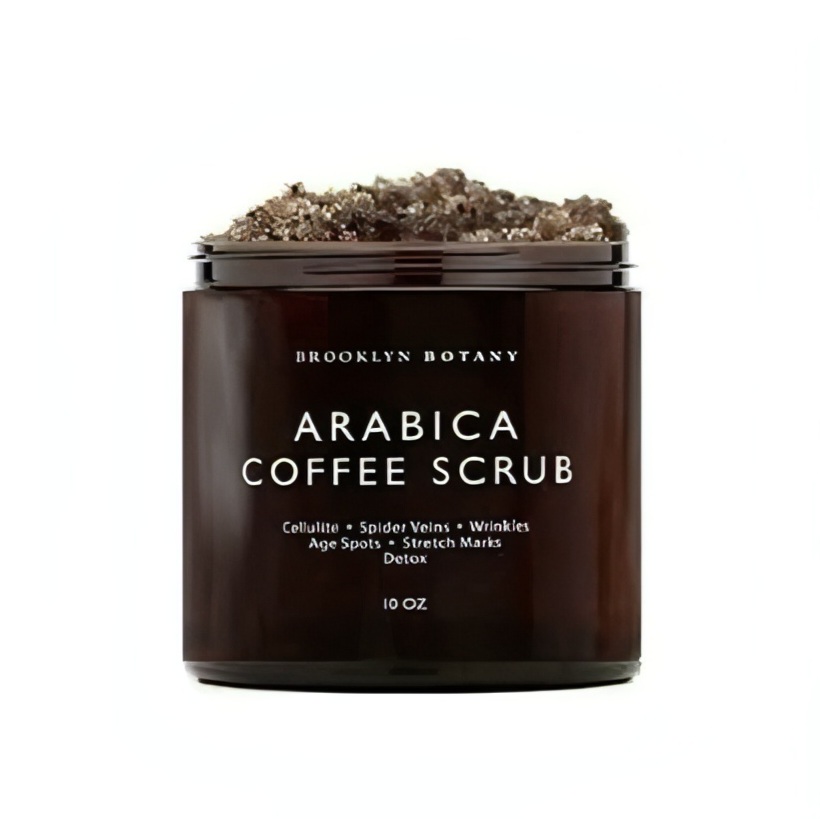 BROOKLYN BOTANY
ARABICA
COFFEE SCRUB
Cellulite • Spider Veins • Wrinkles
Age Spots • Stretch Marks
Detox
10 OZ